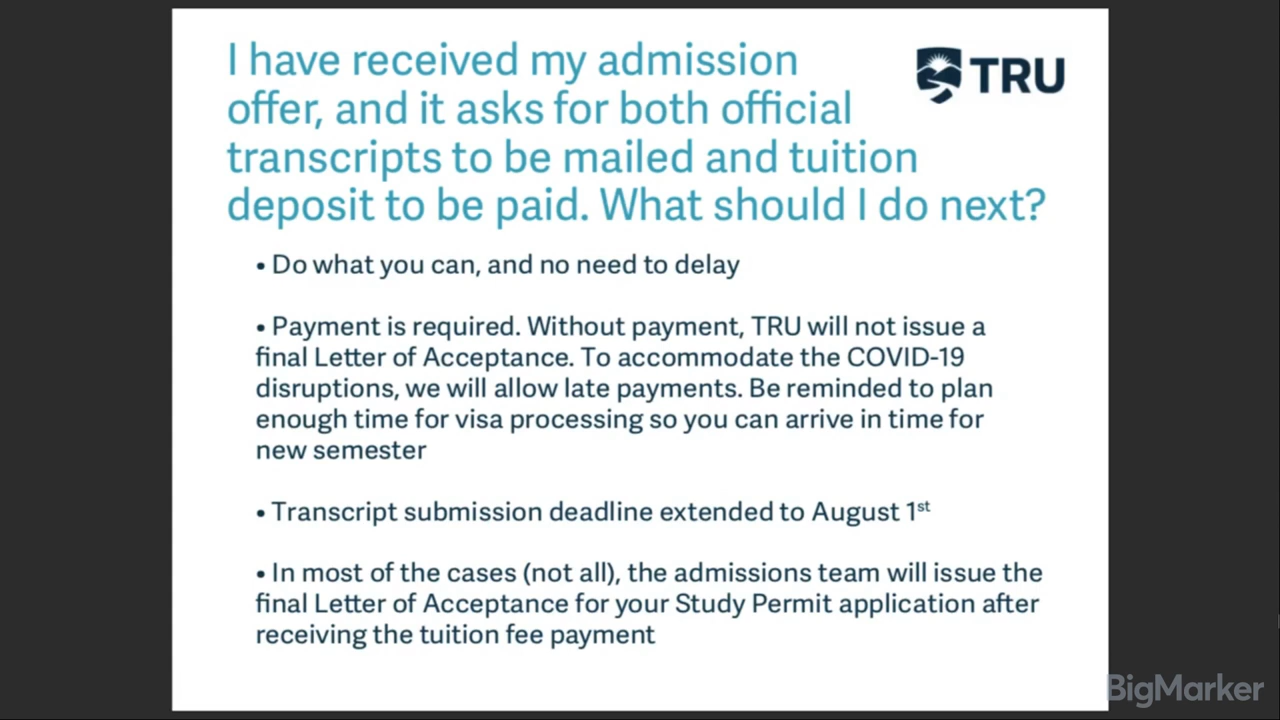 I have received my admission
offer, and it asks for both official
transcripts to be mailed and tuition
deposit to be paid. What should I do next?
TRU
• Do what you can, and no need to delay
• Payment is required. Without payment, TRU will not issue a
final Letter of Acceptance. To accommodate the COVID-19
disruptions, we will allow late payments. Be reminded to plan
enough time for visa processing so you can arrive in time for
new semester
• Transcript submission deadline extended to August 1st
• In most of the cases (not all), the admissions team will issue the
final Letter of Acceptance for your Study Permit application after
receiving the tuition fee payment
BigMarker